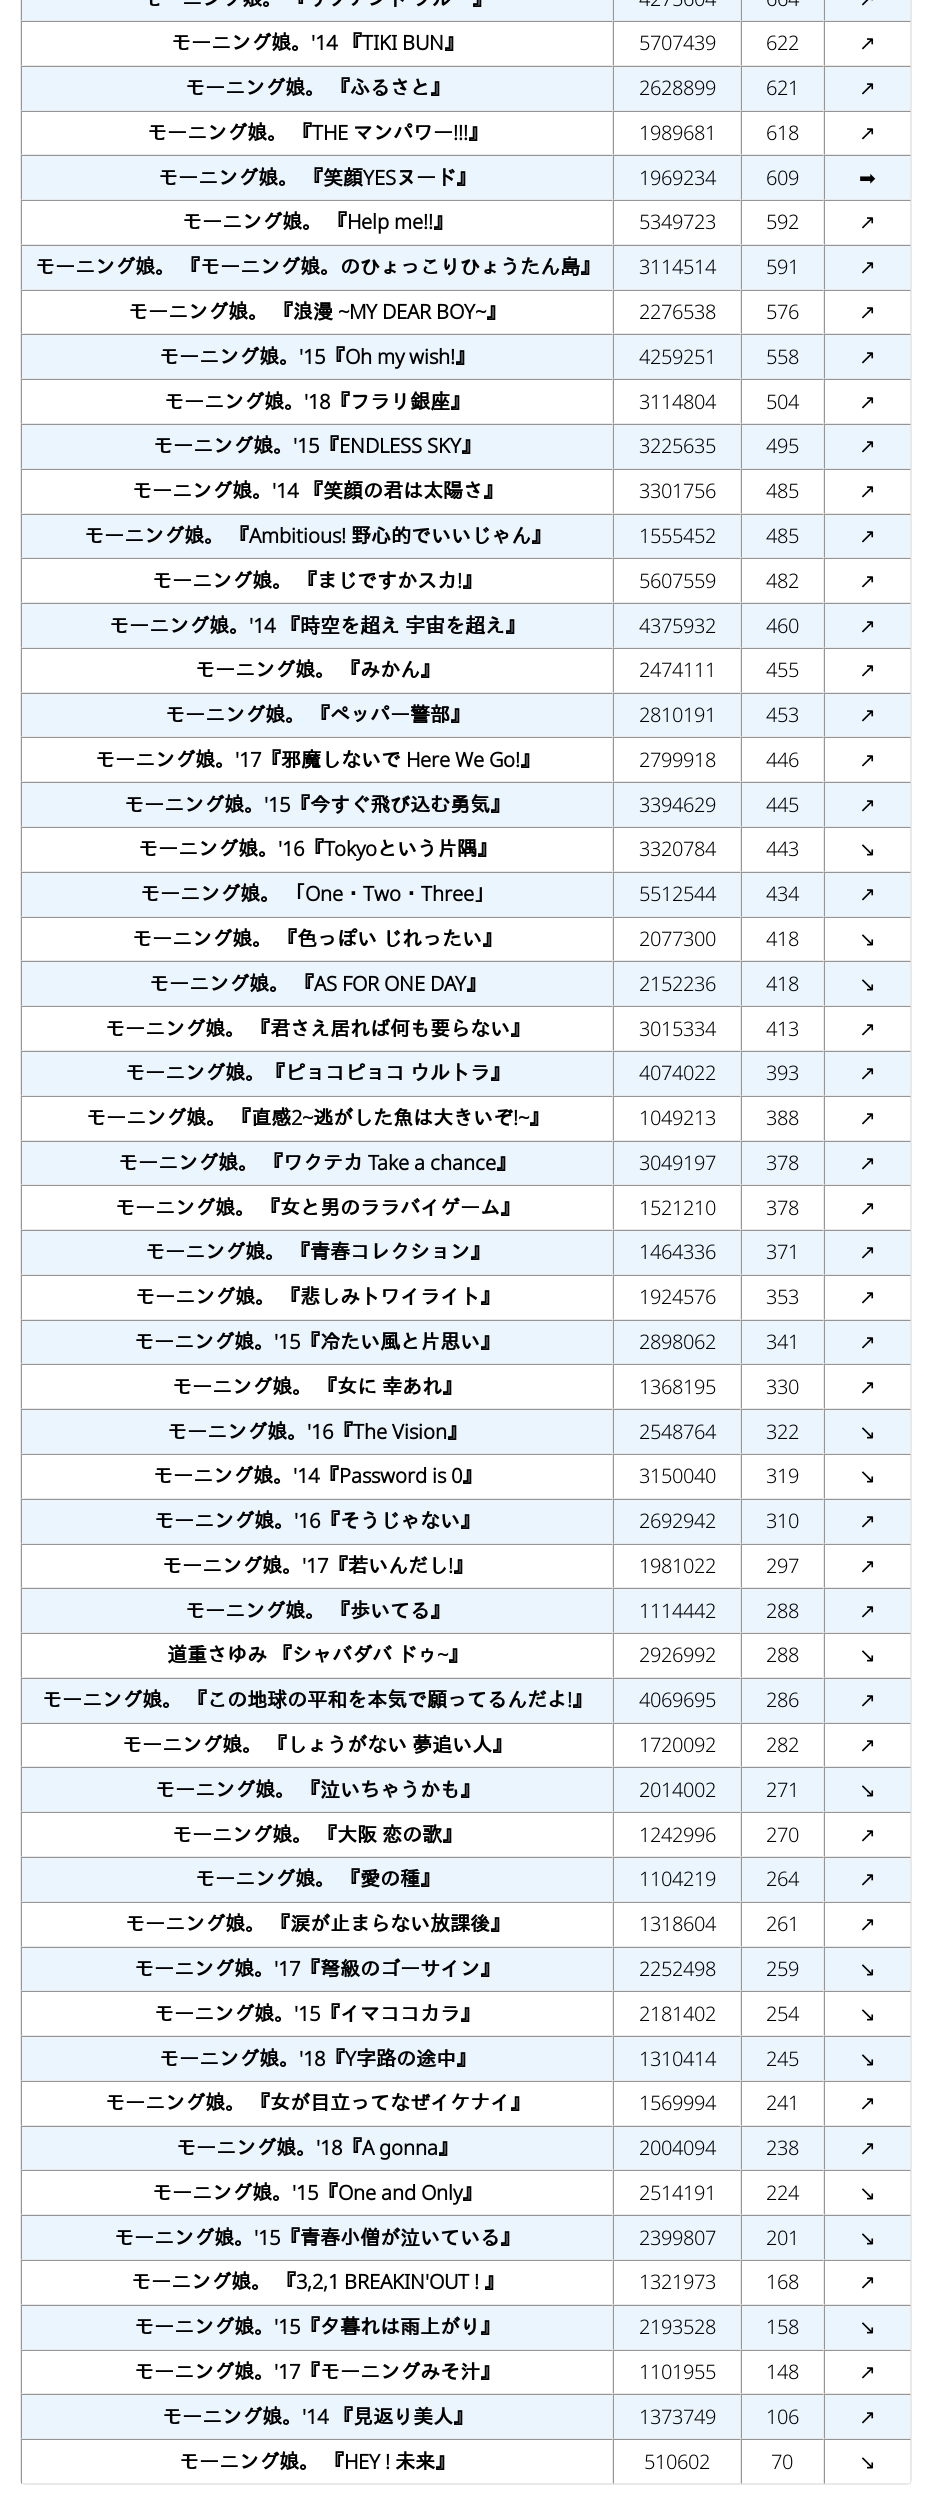 モーニング娘。'14 『TIKI BUN』 5707439 622 ↗
モーニング娘。 『ふるさと』 2628899 621 ↗
モーニング娘。 『THE マンパワー!!!』 1989681 618 ↗
モーニング娘。 『笑顔YESヌード』 1969234 609 ➡
モーニング娘。 『Help me!!』 5349723 592 ↗
モーニング娘。 『モーニング娘。のひょっこりひょうたん島』 3114514 591 ↗
モーニング娘。 『浪漫 ~MY DEAR BOY~』 2276538 576 ↗
モーニング娘。'15『Oh my wish!』 4259251 558 ↗
モーニング娘。'18『フラリ銀座』 3114804 504 ↗
モーニング娘。'15『ENDLESS SKY』 3225635 495 ↗
モーニング娘。'14 『笑顔の君は太陽さ』 3301756 485 ↗
モーニング娘。 『Ambitious! 野心的でいいじゃん』 1555452 485 ↗
モーニング娘。 『まじですかスカ!』 5607559 482 ↗
モーニング娘。'14 『時空を超え 宇宙を超え』 4375932 460 ↗
モーニング娘。 『みかん』 2474111 455 ↗
モーニング娘。 『ペッパー警部』 2810191 453 ↗
モーニング娘。'17『邪魔しないで Here We Go!』 2799918 446 ↗
モーニング娘。'15『今すぐ飛び込む勇気』 3394629 445 ↗
モーニング娘。'16『Tokyoという片隅』 3320784 443 ↘
モーニング娘。 「One・Two・Three」 5512544 434 ↗
モーニング娘。 『色っぽい じれったい』 2077300 418 ↘
モーニング娘。 『AS FOR ONE DAY』 2152236 418 ↘
モーニング娘。 『君さえ居れば何も要らない』 3015334 413 ↗
モーニング娘。『ピョコピョコ ウルトラ』 4074022 393 ↗
モーニング娘。 『直感2~逃がした魚は大きいぞ!~』 1049213 388 ↗
モーニング娘。 『ワクテカ Take a chance』 3049197 378 ↗
モーニング娘。 『女と男のララバイゲーム』 1521210 378 ↗
モーニング娘。 『青春コレクション』 1464336 371 ↗
モーニング娘。 『悲しみトワイライト』 1924576 353 ↗
モーニング娘。'15『冷たい風と片思い』 2898062 341 ↗
モーニング娘。 『女に 幸あれ』 1368195 330 ↗
モーニング娘。'16『The Vision』 2548764 322 ↘
モーニング娘。'14『Password is 0』 3150040 319 ↘
モーニング娘。'16『そうじゃない』 2692942 310 ↗
モーニング娘。'17『若いんだし!』 1981022 297 ↗
モーニング娘。 『歩いてる』 1114442 288 ↗
道重さゆみ 『シャバダバ ドゥ~』 2926992 288 ↘
モーニング娘。 『この地球の平和を本気で願ってるんだよ!』 4069695 286 ↗
モーニング娘。 『しょうがない 夢追い人』 1720092 282 ↗
モーニング娘。 『泣いちゃうかも』 2014002 271 ↘
モーニング娘。 『大阪 恋の歌』 1242996 270 ↗
モーニング娘。 『愛の種』 1104219 264 ↗
モーニング娘。 『涙が止まらない放課後』 1318604 261 ↗
モーニング娘。'17『弩級のゴーサイン』 2252498 259 ↘
モーニング娘。'15『イマココカラ』 2181402 254 ↘
モーニング娘。'18『Y字路の途中』 1310414 245 ↘
モーニング娘。 『女が目立ってなぜイケナイ』 1569994 241 ↗
モーニング娘。'18『A gonna』 2004094 238 ↗
モーニング娘。'15『One and Only』 2514191 224 ↘
モーニング娘。'15『青春小僧が泣いている』 2399807 201 ↘
モーニング娘。 『3,2,1 BREAKIN'OUT ! 』 1321973 168 ↗
モーニング娘。'15『夕暮れは雨上がり』 2193528 158 ↘
モーニング娘。'17『モーニングみそ汁』 1101955 148 ↗
モーニング娘。'14 『見返り美人』 1373749 106 ↗
モーニング娘。 『HEY ! 未来』 510602 70 ↘